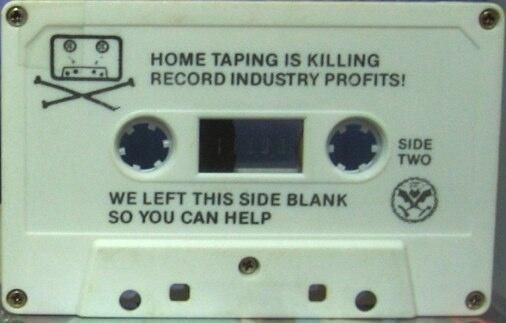 HOME TAPING IS KILLING
RECORD INDUSTRY PROFITS!
SIDE
TWO
WE LEFT THIS SIDE BLANK
SO YOU CAN HELP